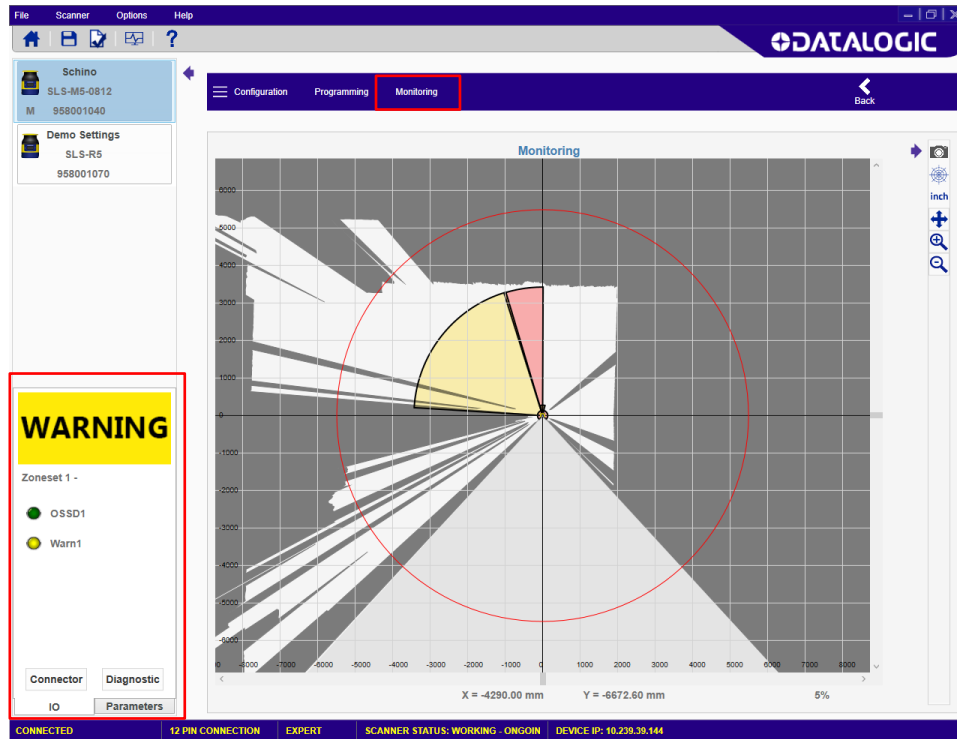 File Scanner Options Help
?
DATALOGIC
Schino
SLS-M5-0812
M 958001040
Demo Settings
SLS-R5
958001070
Configuration Programming Monitoring Back
Monitoring
inch
6000
5000
4000
3000
2000
1000
0
-1000
-2000
-3000
-4000
-5000
-6000
-8000 -7000 -6000 -5000 -4000 -3000 -2000 -1000 0 1000 2000 3000 4000 5000 6000 7000 8000
X = -4290.00 mm Y = -6672.60 mm 5%
WARNING
Zoneset 1 -
OSSD1
Warn1
Connector Diagnostic
IO Parameters
CONNECTED 12 PIN CONNECTION EXPERT SCANNER STATUS: WORKING - ONGOIN DEVICE IP: 10.239.39.144